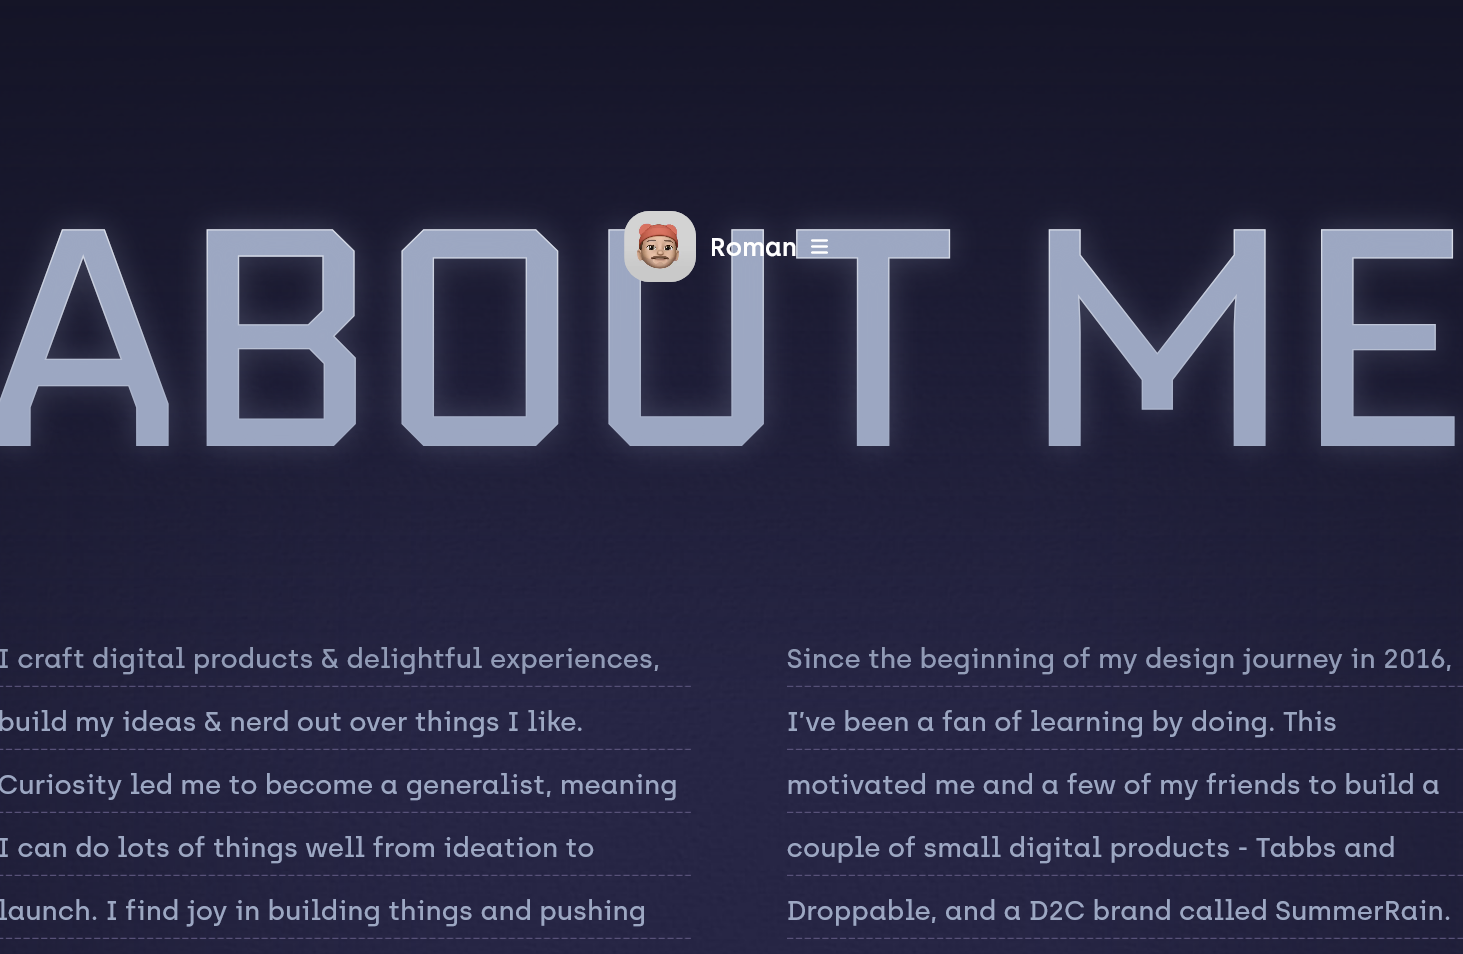 Roman
ABOUT ME
I craft digital products & delightful experiences,
build my ideas & nerd out over things I like.
Curiosity led me to become a generalist, meaning
I can do lots of things well from ideation to
launch. I find joy in building things and pushing
Since the beginning of my design journey in 2016,
I’ve been a fan of learning by doing. This
motivated me and a few of my friends to build a
couple of small digital products - Tabbs and
Droppable, and a D2C brand called SummerRain.